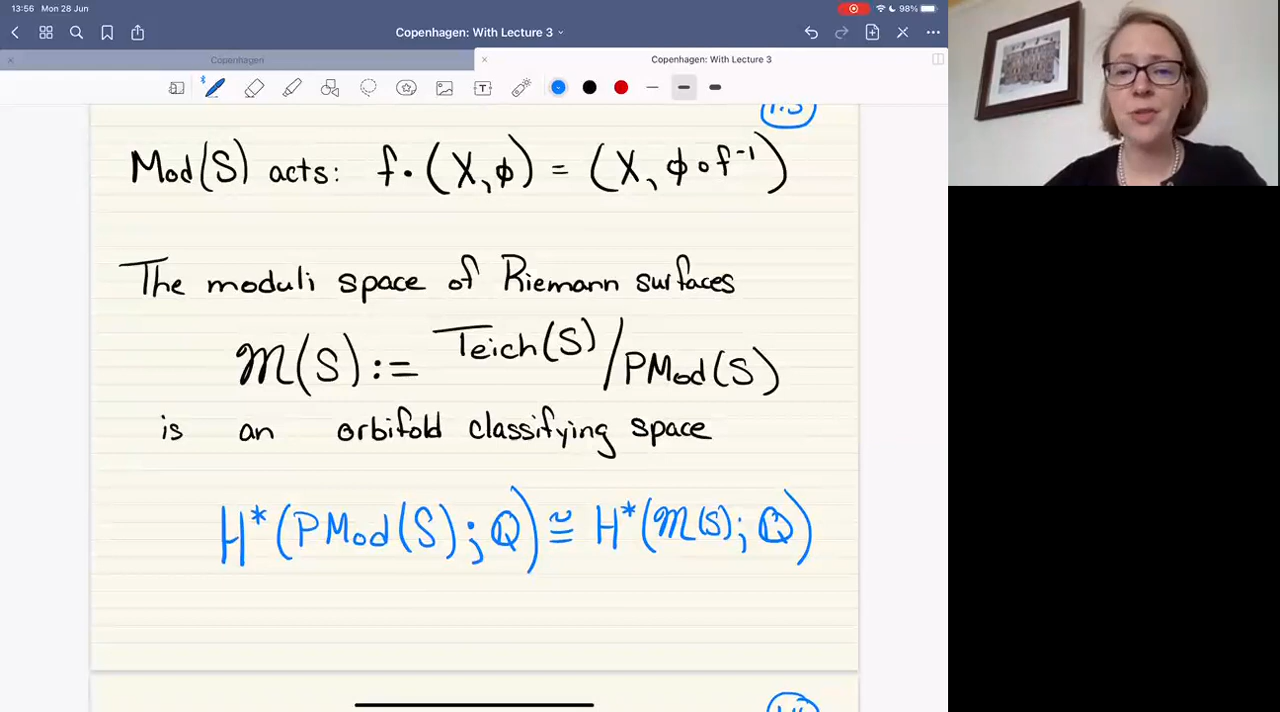 13:56 Mon 28 Jun
98%
Copenhagen: With Lecture 3
Copenhagen
Copenhagen: With Lecture 3
T
Mod(S) acts: f · (X, ϕ) = (X, ϕ ∘ f⁻¹)
The moduli space of Riemann surfaces
ℳ(S) := Teich(S) / PMod(S)
is an orbifold classifying space
H*(PMod(S); Q) ≅ H*(ℳ(S); Q)